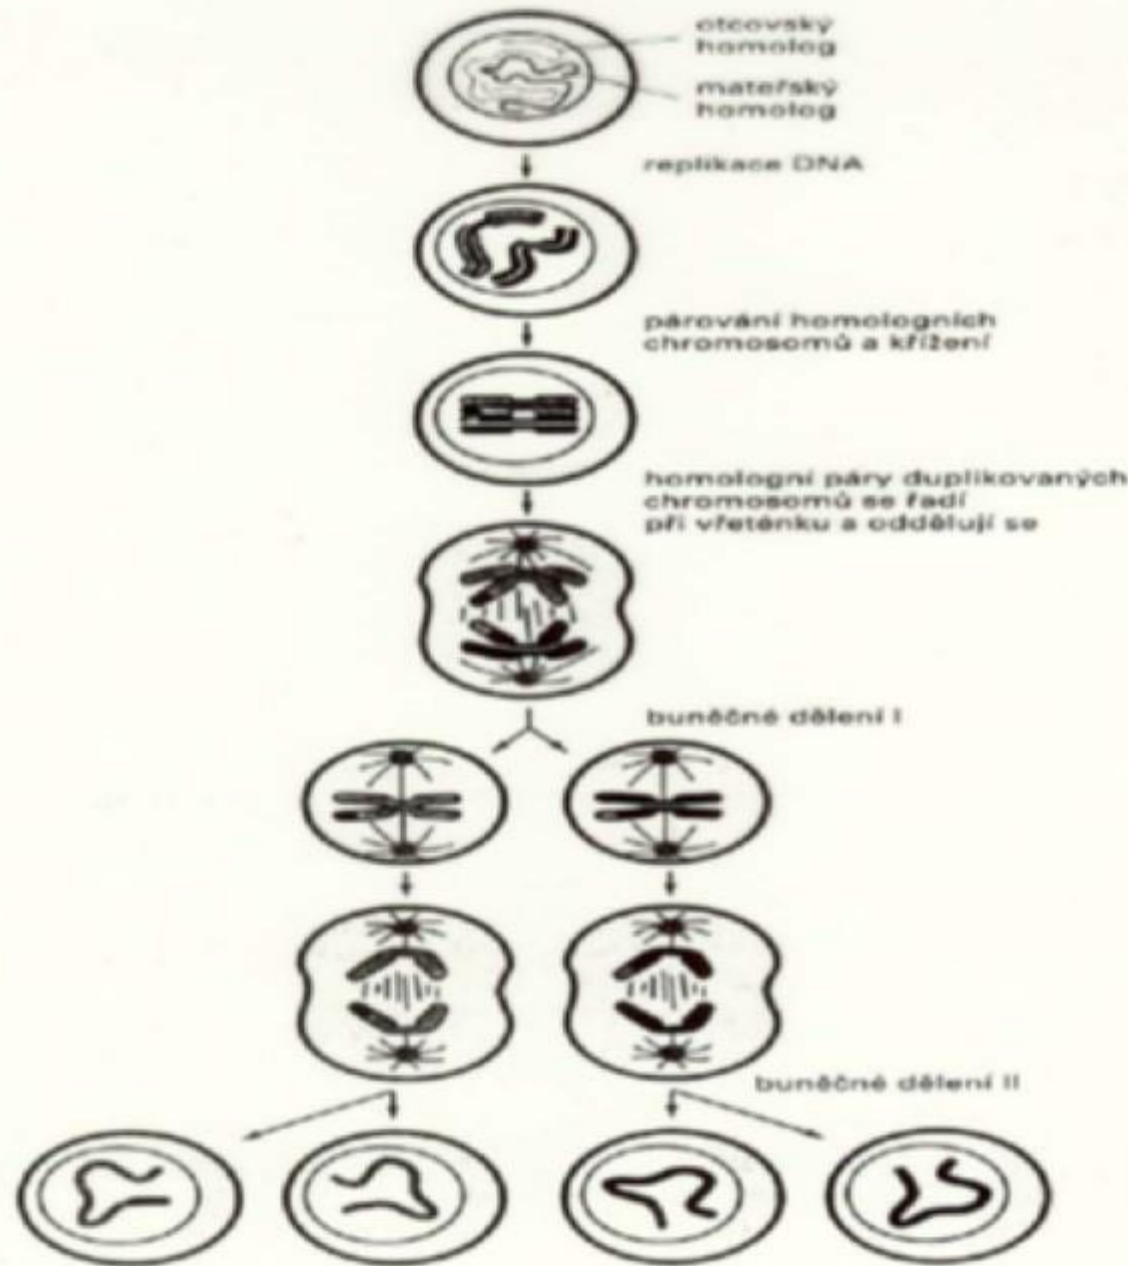 otcovský
homolog
mateřský
homolog
replikace DNA
párování homologních
chromosomů a křížení
homologní páry duplikovaných
chromosomů se řadí
při vřeténku a oddělují se
buněčné dělení I
buněčné dělení II